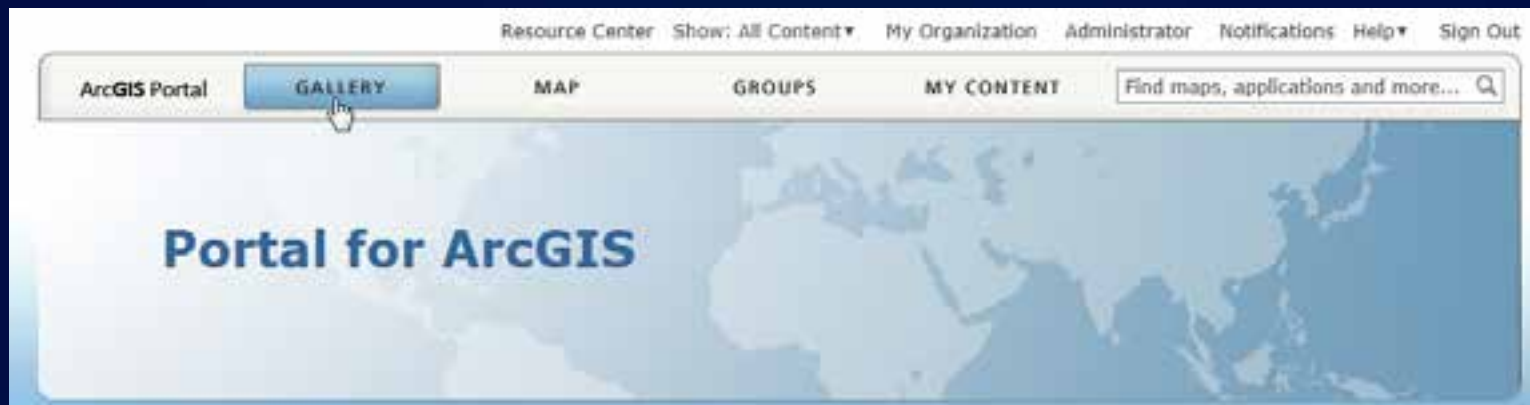 Resource Center Show: All Content▾ My Organization Administrator Notifications Help▾ Sign Out
ArcGIS Portal GALLERY MAP GROUPS MY CONTENT Find maps, applications and more...
Portal for ArcGIS